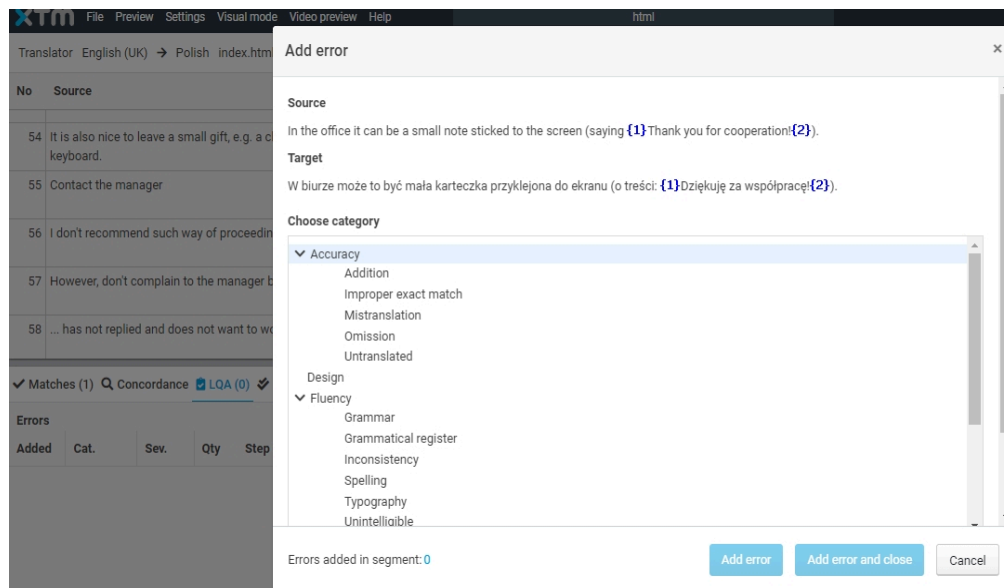 XTM File Preview Settings Visual mode Video preview Help html
Translator English (UK) → Polish index.htm
Add error ×
No Source
Source
In the office it can be a small note sticked to the screen (saying {1}Thank you for cooperation!{2}).
Target
W biurze może to być mała karteczka przyklejona do ekranu (o treści: {1}Dziękuję za współpracę!{2}).
54 It is also nice to leave a small gift, e.g. a
keyboard.
55 Contact the manager
56 I don't recommend such way of proceedin
57 However, don't complain to the manager b
58 ... has not replied and does not want to wo
Choose category
Accuracy
Addition
Improper exact match
Mistranslation
Omission
Untranslated
Design
Fluency
Grammar
Grammatical register
Inconsistency
Spelling
Typography
Unintelligible
Matches (1) Concordance LQA (0)
Errors
Added Cat. Sev. Qty Step
Errors added in segment: 0 Add error Add error and close Cancel